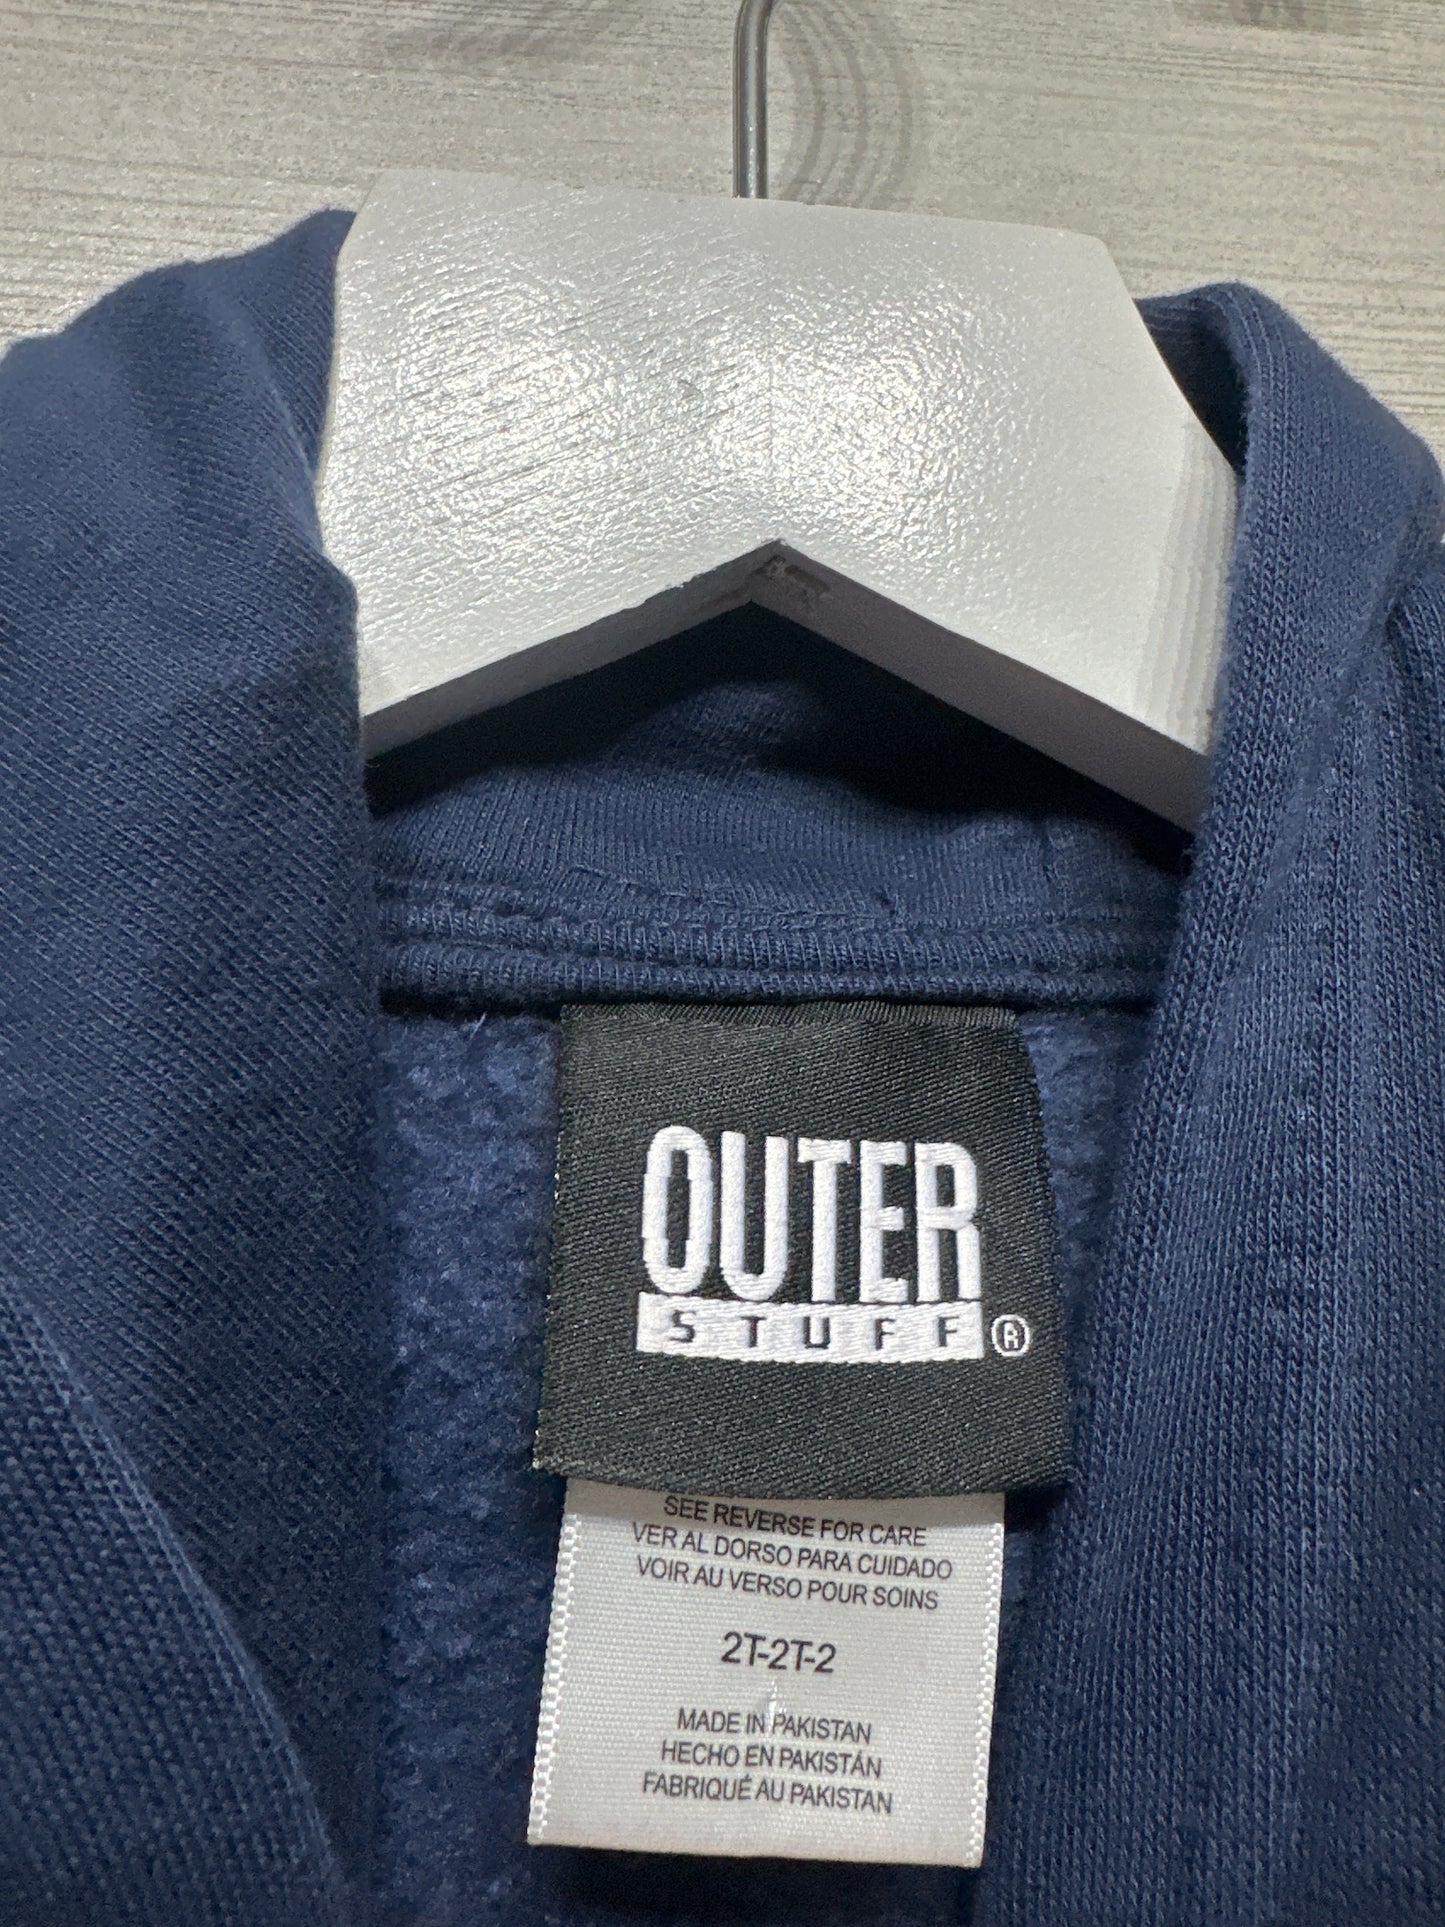 OUTER
STUFF®
SEE REVERSE FOR CARE
VER AL DORSO PARA CUIDADO
VOIR AU VERSO POUR SOINS
2T-2T-2
MADE IN PAKISTAN
HECHO EN PAKISTÁN
FABRIQUÉ AU PAKISTAN